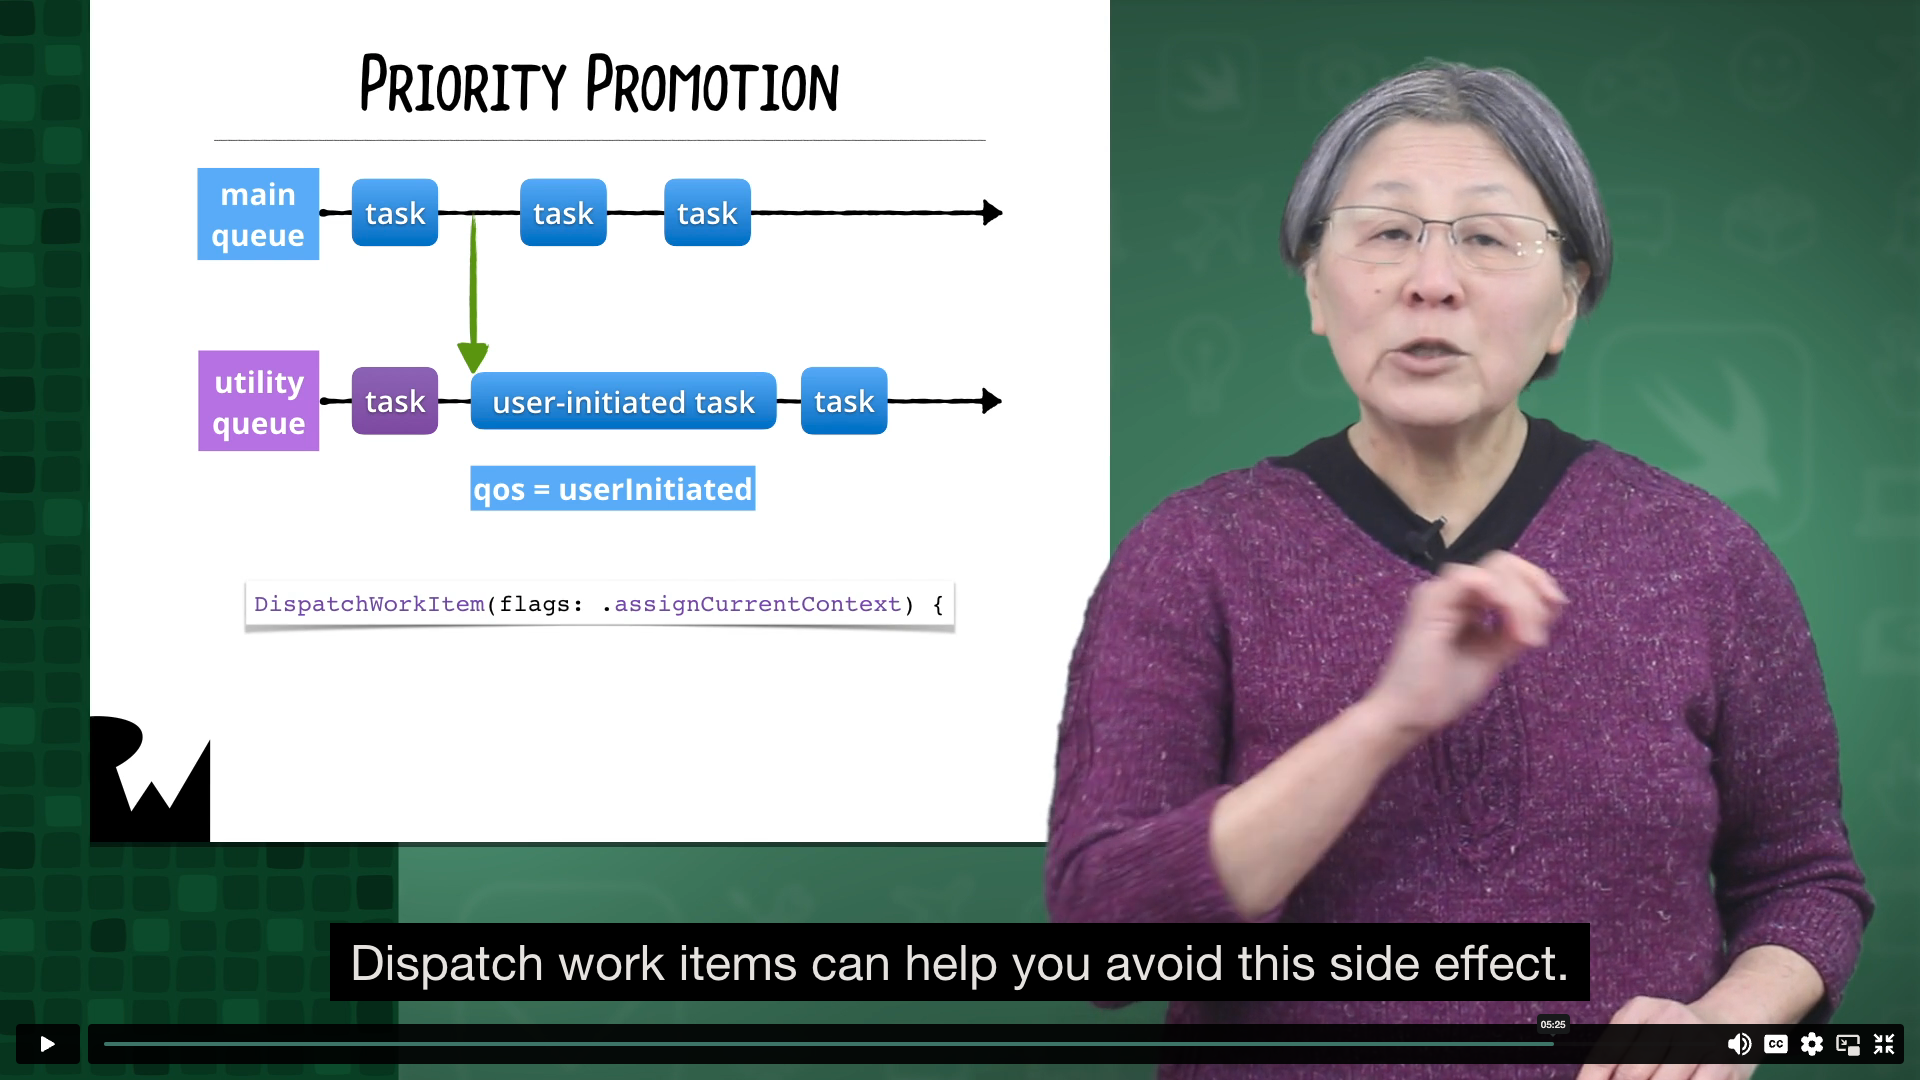 PRIORITY PROMOTION
main
queue
task
task
task
utility
queue
task
user-initiated task
task
qos = userInitiated
DispatchWorkItem(flags: .assignCurrentContext) {
RW
Dispatch work items can help you avoid this side effect.
05:25
CC